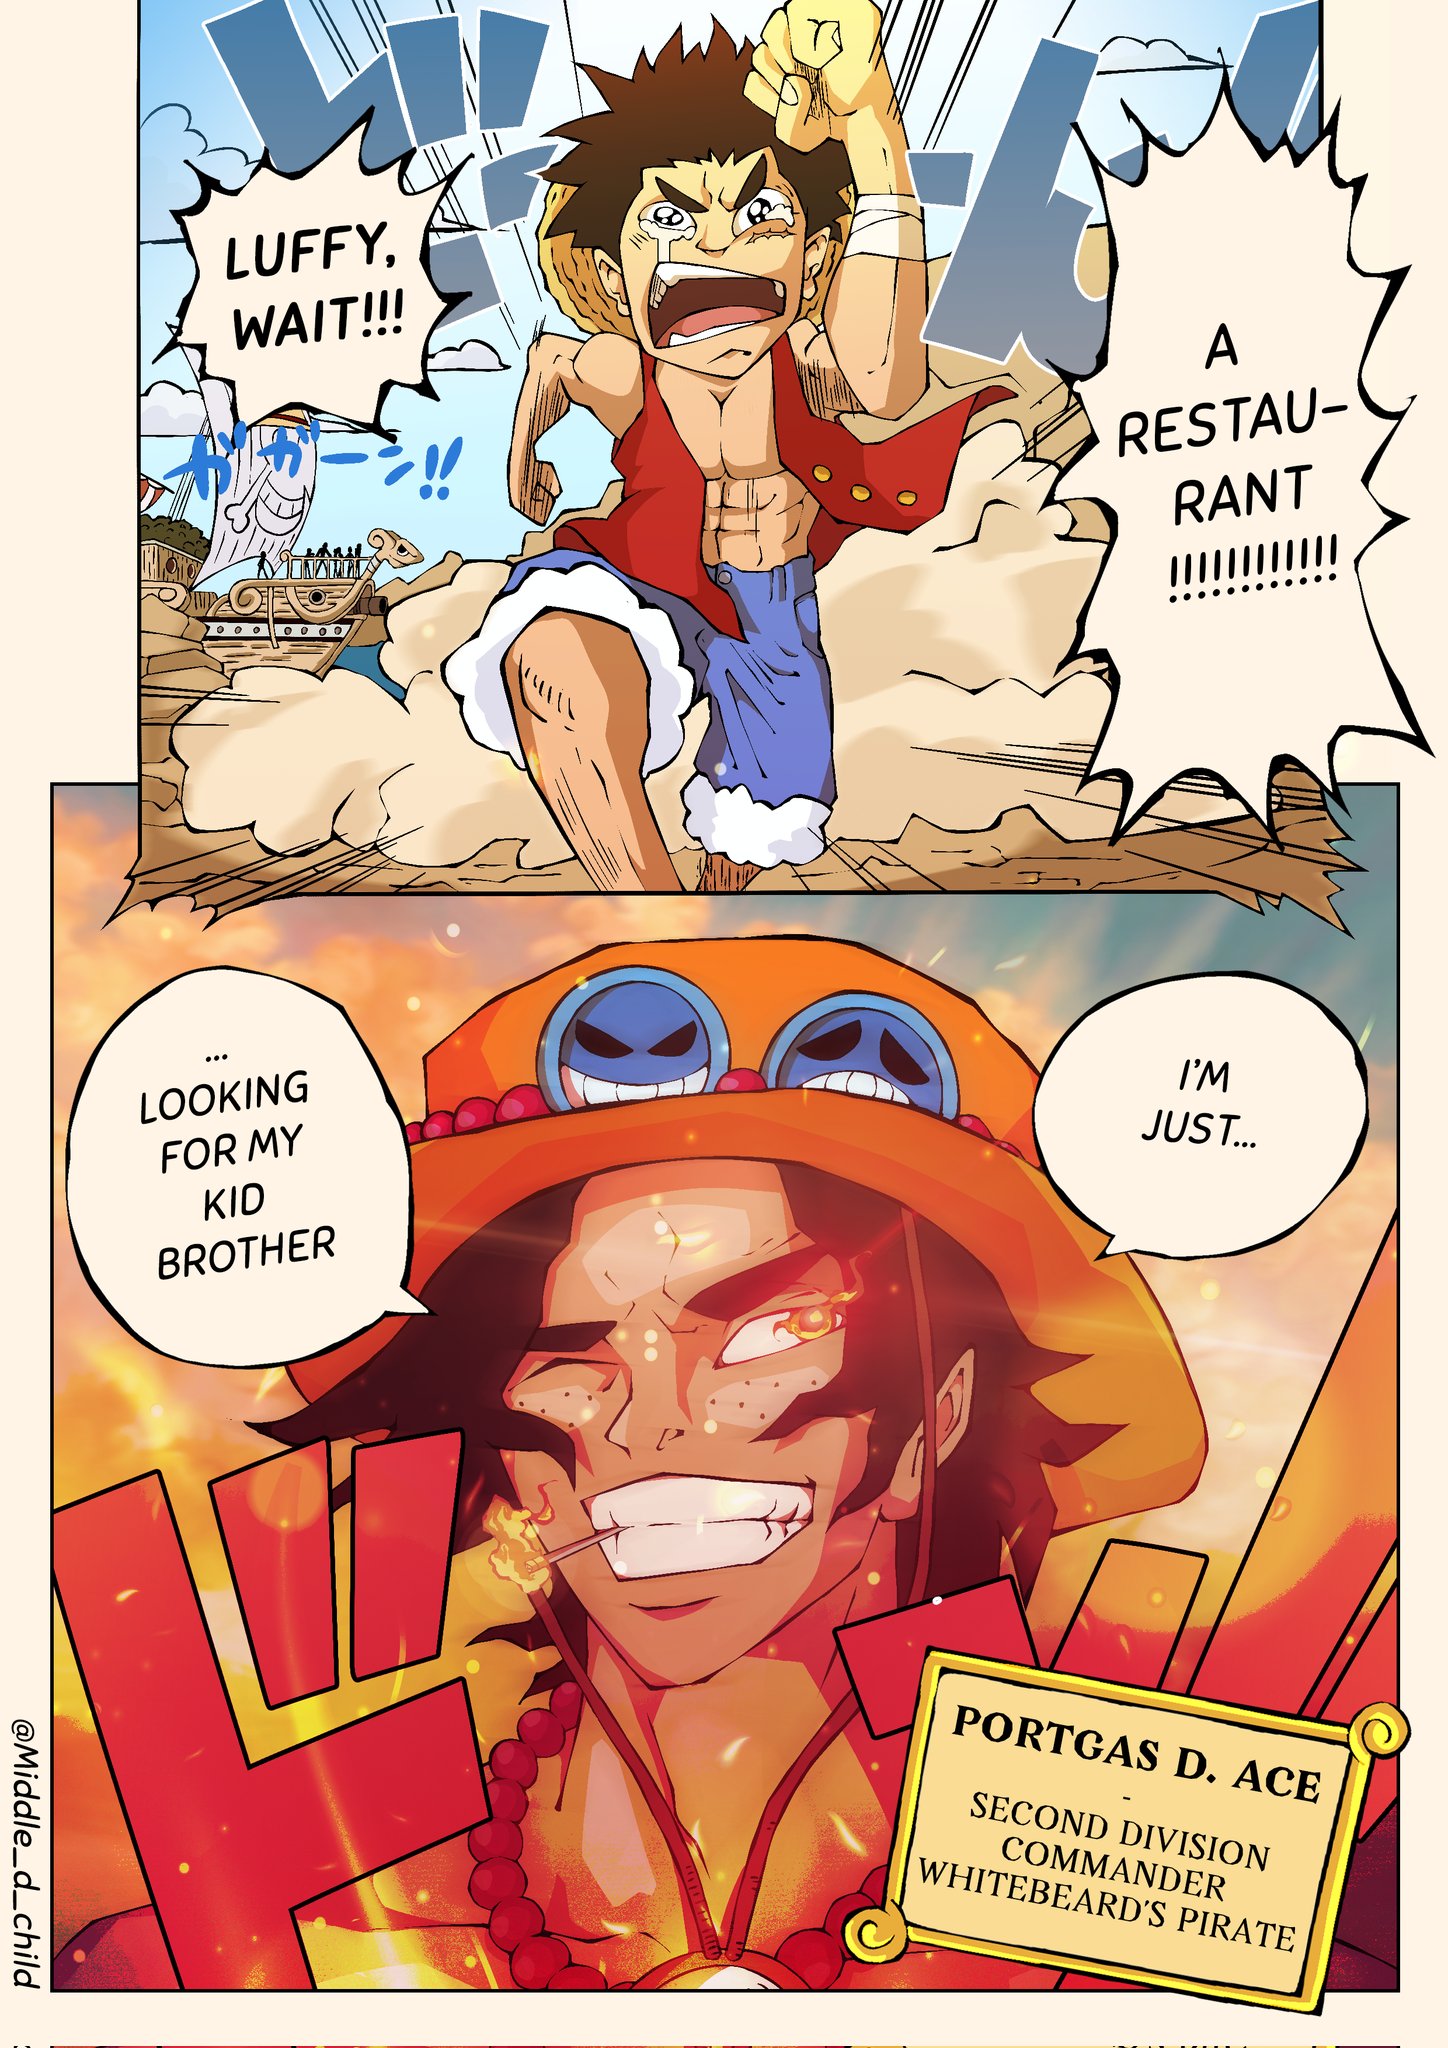 A
RESTAU-
RANT
!!!!!!!!!!!!
LUFFY,
WAIT!!!
ガガーン!!
I'M
JUST...
...
LOOKING
FOR MY
KID
BROTHER
PORTGAS D. ACE
-
SECOND DIVISION
COMMANDER
WHITEBEARD'S PIRATE
@Middle_d_child